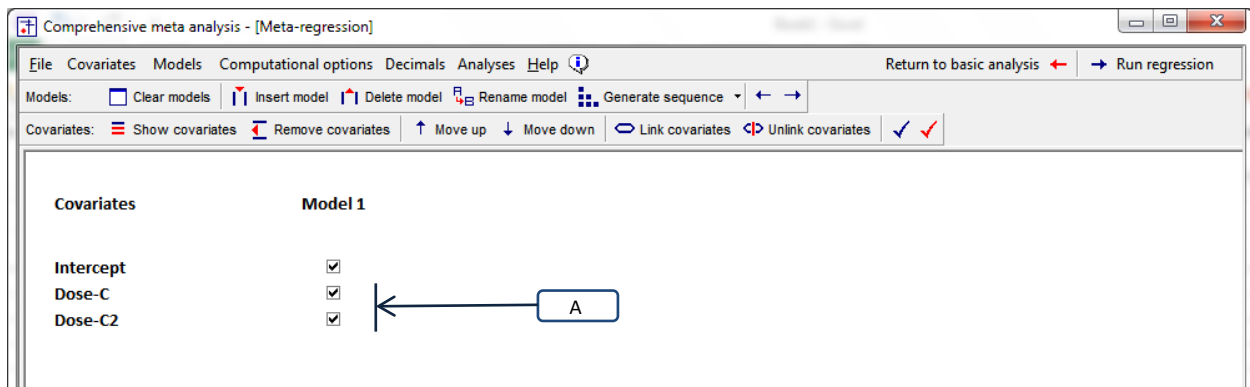 Comprehensive meta analysis - [Meta-regression]
File Covariates Models Computational options Decimals Analyses Help Return to basic analysis Run regression
Models: Clear models Insert model Delete model Rename model Generate sequence
Covariates: Show covariates Remove covariates Move up Move down Link covariates Unlink covariates
Covariates Model 1
Intercept
Dose-C
A
Dose-C2